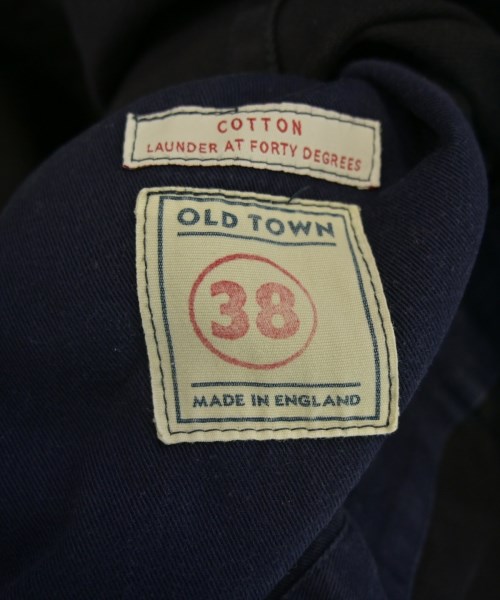 COTTON
LAUNDER AT FORTY DEGREES
OLD TOWN
38
MADE IN ENGLAND